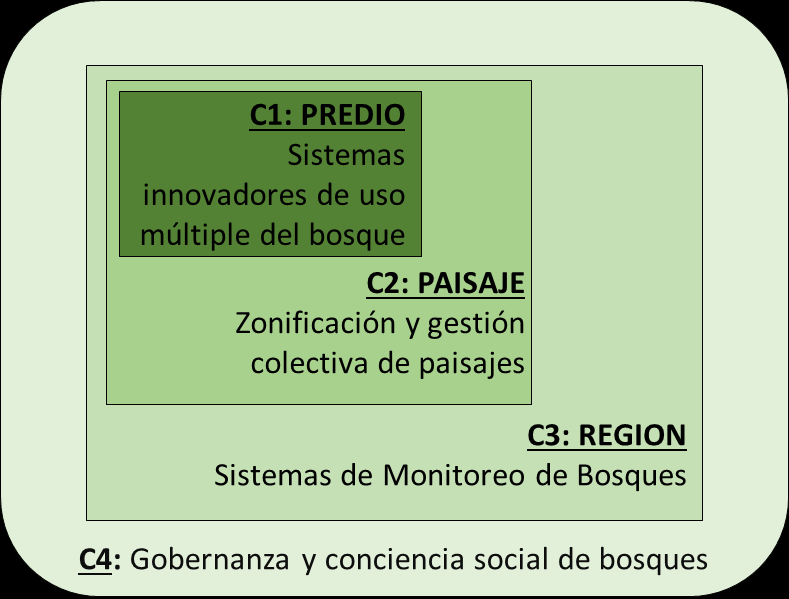 C1: PREDIO
Sistemas
innovadores de uso
múltiple del bosque
C2: PAISAJE
Zonificación y gestión
colectiva de paisajes
C3: REGION
Sistemas de Monitoreo de Bosques
C4: Gobernanza y conciencia social de bosques